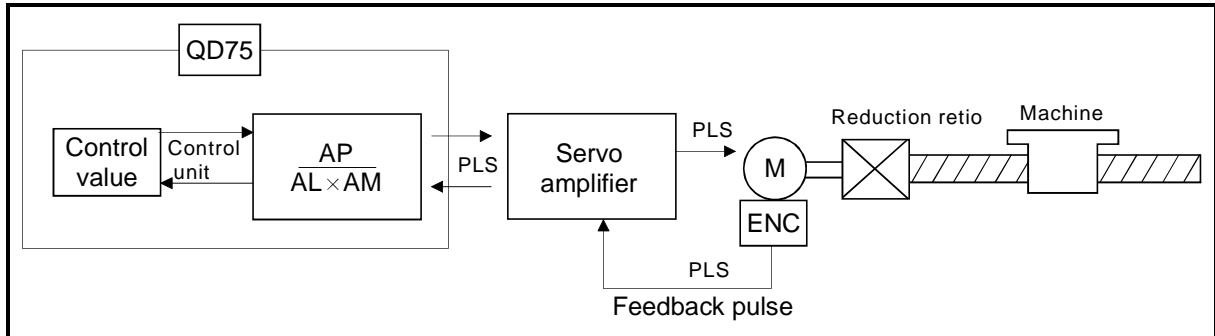 QD75
Control
value
Control
unit
AP
AL × AM
PLS
Servo
amplifier
PLS
M
ENC
Reduction retio
Machine
PLS
Feedback pulse